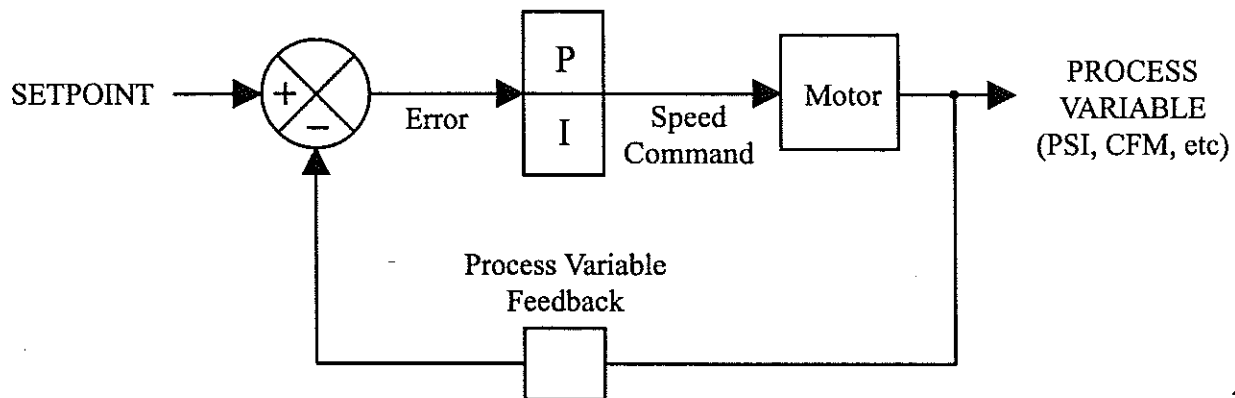 SETPOINT
+
−
Error
P
I
Speed
Command
Motor
PROCESS
VARIABLE
(PSI, CFM, etc)
Process Variable
Feedback